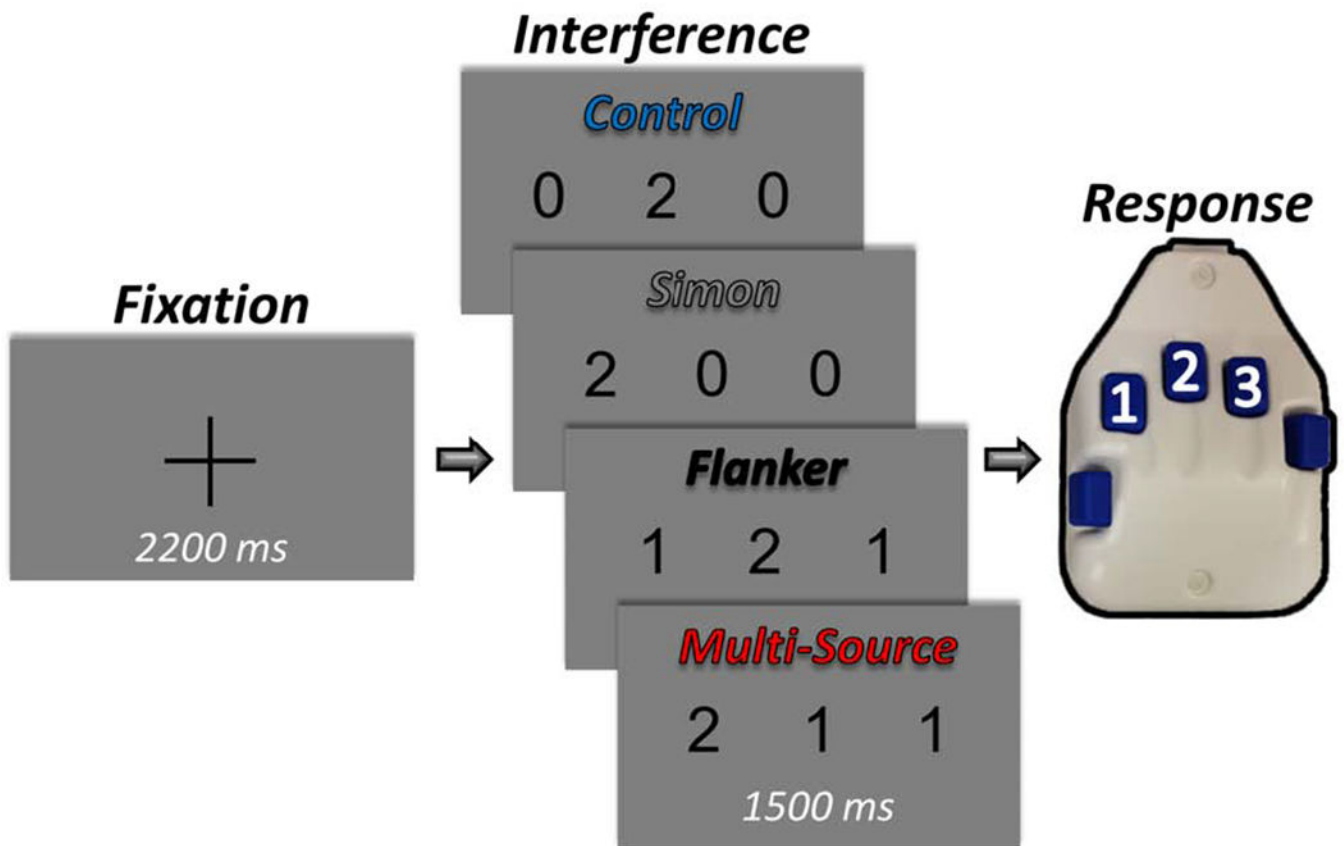 Fixation
2200 ms
Interference
Control
0 2 0
Simon
2 0 0
Flanker
1 2 1
Multi-Source
2 1 1
1500 ms
Response
1 2 3